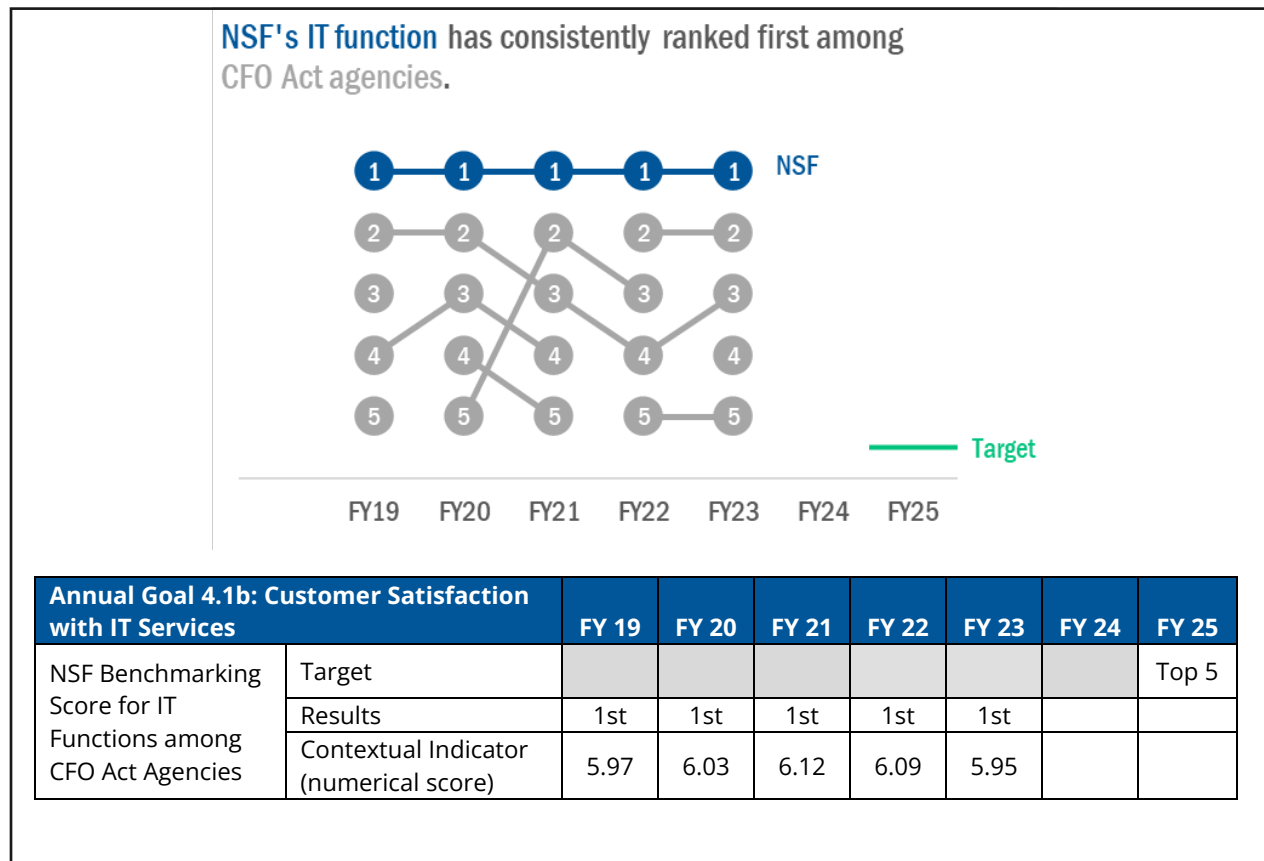 NSF's IT function has consistently ranked first among
CFO Act agencies.
1 1 1 1 1 NSF
2 2 2 2 2
3 3 3 3 3
4 4 4 4 4
5 5 5 5 5
Target
FY19 FY20 FY21 FY22 FY23 FY24 FY25
Annual Goal 4.1b: Customer Satisfaction
with IT Services FY 19 FY 20 FY 21 FY 22 FY 23 FY 24 FY 25
NSF Benchmarking
Score for IT
Functions among
CFO Act Agencies
Target Top 5
Results 1st 1st 1st 1st 1st
Contextual Indicator
(numerical score) 5.97 6.03 6.12 6.09 5.95